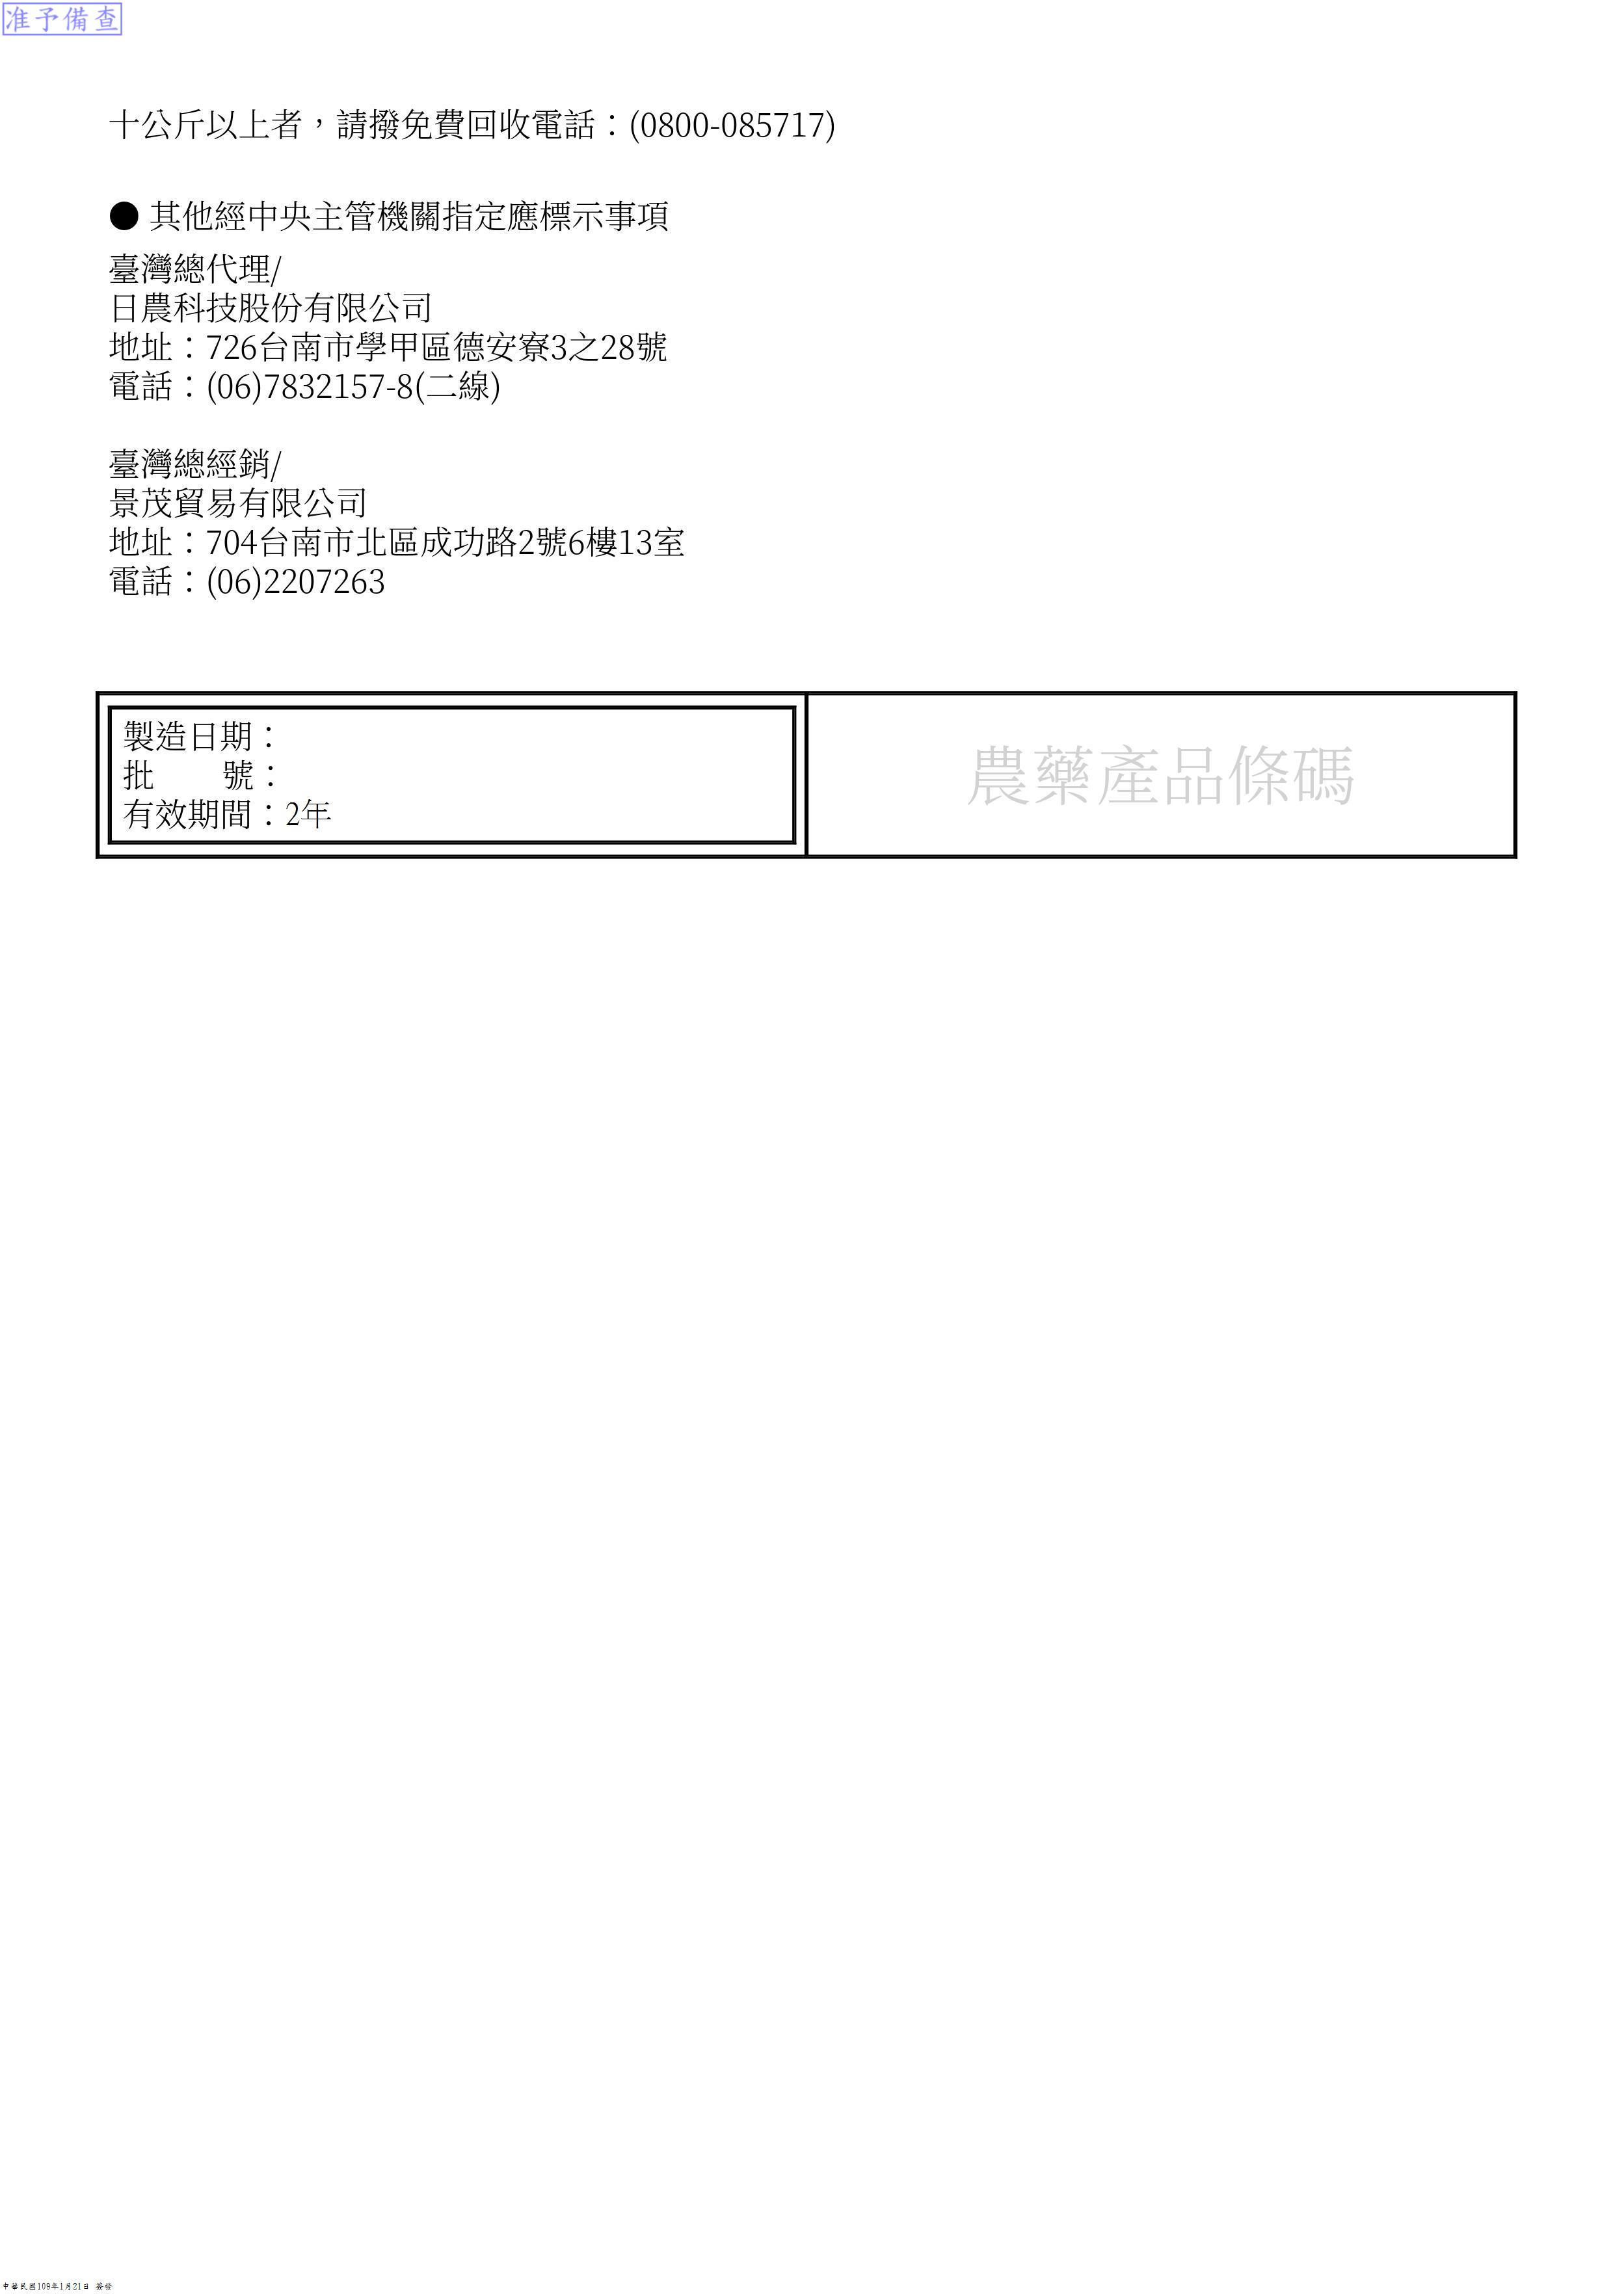 准予備查
十公斤以上者，請撥免費回收電話：(0800-085717)
● 其他經中央主管機關指定應標示事項
臺灣總代理/
日農科技股份有限公司
地址：726台南市學甲區德安寮3之28號
電話：(06)7832157-8(二線)
臺灣總經銷/
景茂貿易有限公司
地址：704台南市北區成功路2號6樓13室
電話：(06)2207263
製造日期：
批　　號：
有效期間：2年
農藥產品條碼
中華民國109年1月21日 簽發